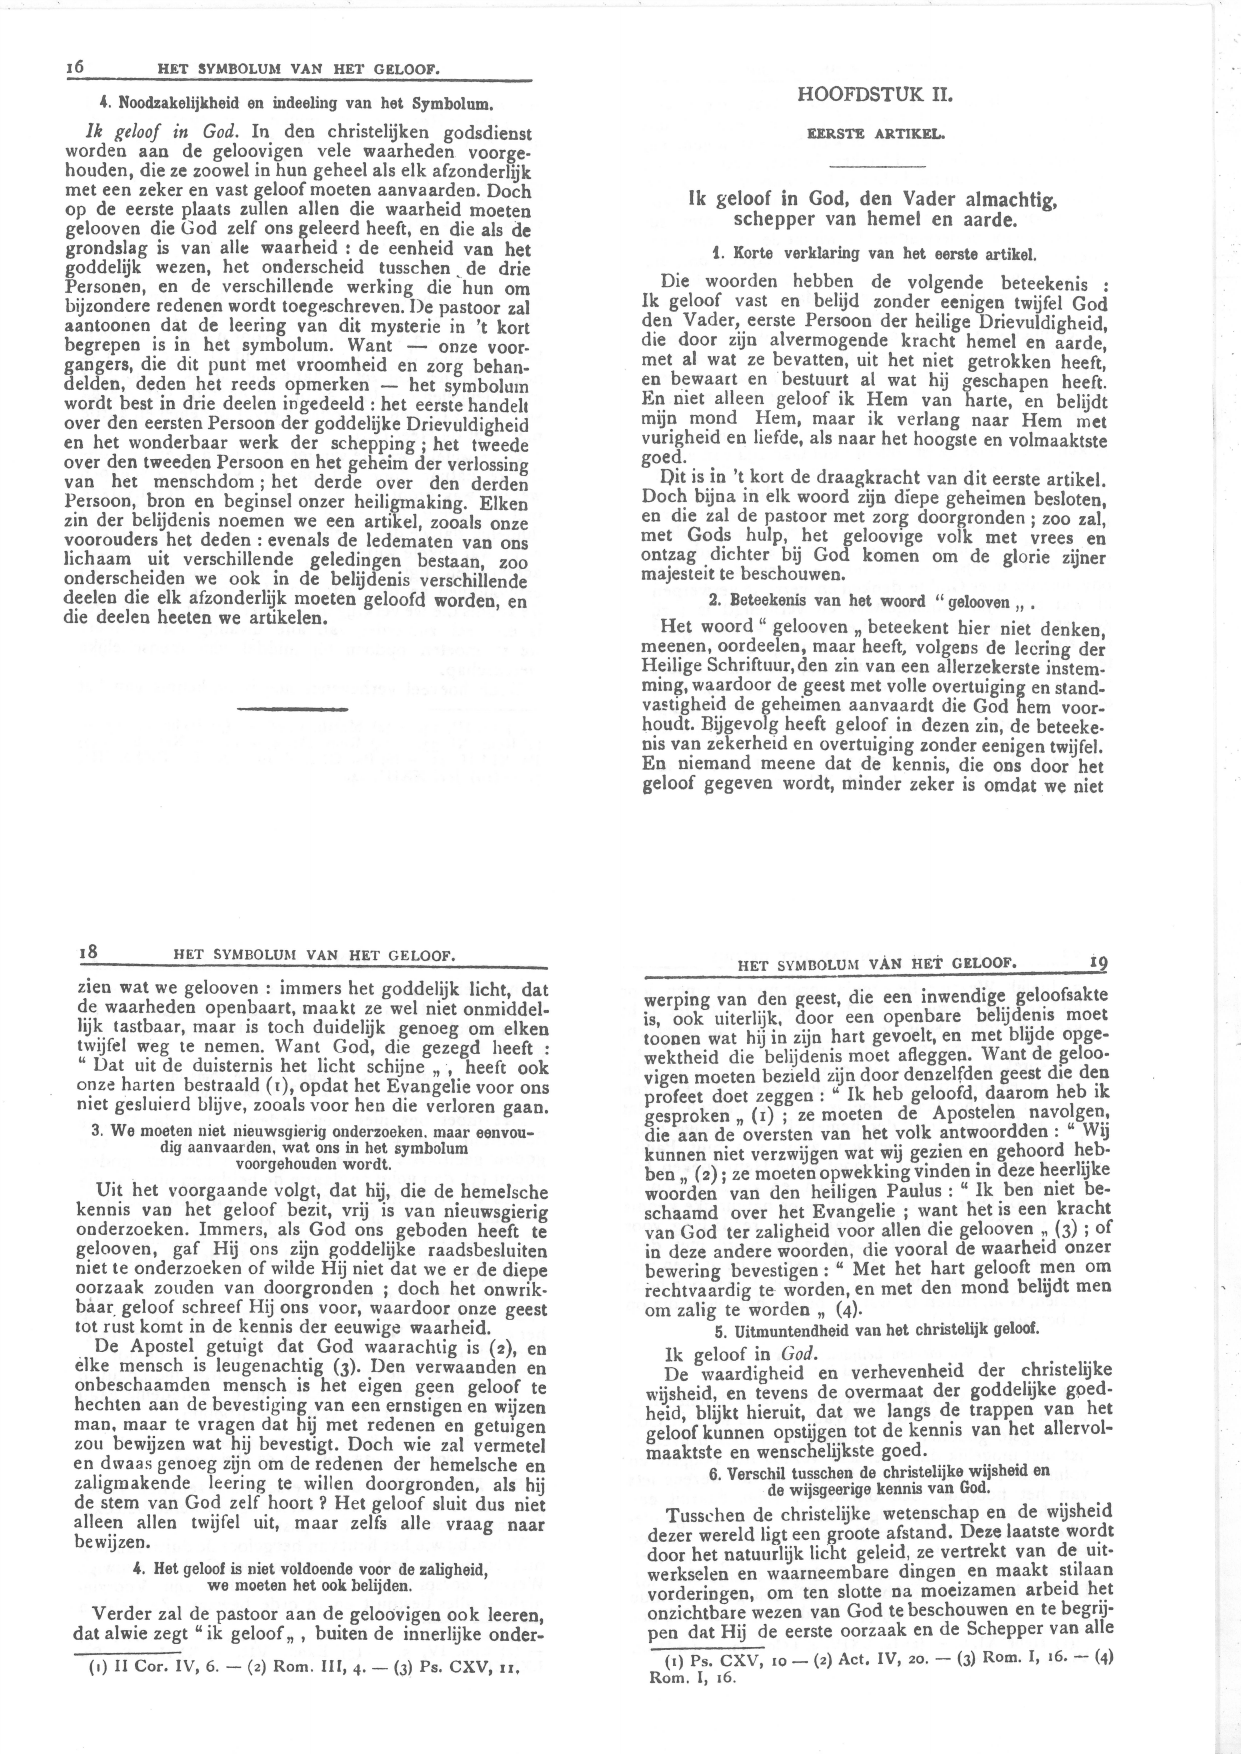 16 HET SYMBOLUM VAN HET GELOOF.
4. Noodzakelijkheid en indeeling van het Symbolum.
Ik geloof in God. In den christelijken godsdienst
worden aan de geloovigen vele waarheden voorge-
houden, die ze zoowel in hun geheel als elk afzonderlijk
met een zeker en vast geloof moeten aanvaarden. Doch
op de eerste plaats zullen allen die waarheid moeten
gelooven die God zelf ons geleerd heeft, en die als de
grondslag is van alle waarheid : de eenheid van het
goddelijk wezen, het onderscheid tusschen de drie
Personen, en de verschillende werking die hun om
bijzondere redenen wordt toegeschreven. De pastoor zal
aantoonen dat de leering van dit mysterie in 't kort
begrepen is in het symbolum. Want — onze voor-
gangers, die dit punt met vroomheid en zorg behan-
delden, deden het reeds opmerken — het symbolum
wordt best in drie deelen ingedeeld : het eerste handelt
over den eersten Persoon der goddelijke Drievuldigheid
en het wonderbaar werk der schepping ; het tweede
over den tweeden Persoon en het geheim der verlossing
van het menschdom ; het derde over den derden
Persoon, bron en beginsel onzer heiligmaking. Elken
zin der belijdenis noemen we een artikel, zooals onze
voorouders het deden : evenals de ledematen van ons
lichaam uit verschillende geledingen bestaan, zoo
onderscheiden we ook in de belijdenis verschillende
deelen die elk afzonderlijk moeten geloofd worden, en
die deelen heeten we artikelen.
HOOFDSTUK II.
EERSTE ARTIKEL.
Ik geloof in God, den Vader almachtig,
schepper van hemel en aarde.
1. Korte verklaring van het eerste artikel.
Die woorden hebben de volgende beteekenis :
Ik geloof vast en belijd zonder eenigen twijfel God
den Vader, eerste Persoon der heilige Drievuldigheid,
die door zijn alvermogende kracht hemel en aarde,
met al wat ze bevatten, uit het niet getrokken heeft,
en bewaart en bestuurt al wat hij geschapen heeft.
En niet alleen geloof ik Hem van harte, en belijdt
mijn mond Hem, maar ik verlang naar Hem met
vurigheid en liefde, als naar het hoogste en volmaaktste
goed.
Dit is in 't kort de draagkracht van dit eerste artikel.
Doch bijna in elk woord zijn diepe geheimen besloten,
en die zal de pastoor met zorg doorgronden ; zoo zal,
met Gods hulp, het geloovige volk met vrees en
ontzag dichter bij God komen om de glorie zijner
majesteit te beschouwen.
2. Beteekenis van het woord “ gelooven „ .
Het woord “ gelooven „ beteekent hier niet denken,
meenen, oordeelen, maar heeft, volgens de leering der
Heilige Schriftuur, den zin van een allerzekerste instem-
ming, waardoor de geest met volle overtuiging en stand-
vastigheid de geheimen aanvaardt die God hem voor-
houdt. Bijgevolg heeft geloof in dezen zin, de beteeke-
nis van zekerheid en overtuiging zonder eenigen twijfel.
En niemand meene dat de kennis, die ons door het
geloof gegeven wordt, minder zeker is omdat we niet
18 HET SYMBOLUM VAN HET GELOOF.
zien wat we gelooven : immers het goddelijk licht, dat
de waarheden openbaart, maakt ze wel niet onmiddel-
lijk tastbaar, maar is toch duidelijk genoeg om elken
twijfel weg te nemen. Want God, die gezegd heeft :
“ Dat uit de duisternis het licht schijne „ , heeft ook
onze harten bestraald (1), opdat het Evangelie voor ons
niet gesluierd blijve, zooals voor hen die verloren gaan.
3. We moeten niet nieuwsgierig onderzoeken, maar eenvou-
dig aanvaarden, wat ons in het symbolum
voorgehouden wordt.
Uit het voorgaande volgt, dat hij, die de hemelsche
kennis van het geloof bezit, vrij is van nieuwsgierig
onderzoeken. Immers, als God ons geboden heeft te
gelooven, gaf Hij ons zijn goddelijke raadsbesluiten
niet te onderzoeken of wilde Hij niet dat we er de diepe
oorzaak zouden van doorgronden ; doch het onwrik-
baar geloof schreef Hij ons voor, waardoor onze geest
tot rust komt in de kennis der eeuwige waarheid.
De Apostel getuigt dat God waarachtig is (2), en
elke mensch is leugenachtig (3). Den verwaanden en
onbeschaamden mensch is het eigen geen geloof te
hechten aan de bevestiging van een ernstigen en wijzen
man, maar te vragen dat hij met redenen en getuigen
zou bewijzen wat hij bevestigt. Doch wie zal vermetel
en dwaas genoeg zijn om de redenen der hemelsche en
zaligmakende leering te willen doorgronden, als hij
de stem van God zelf hoort ? Het geloof sluit dus niet
alleen allen twijfel uit, maar zelfs alle vraag naar
bewijzen.
4. Het geloof is niet voldoende voor de zaligheid,
we moeten het ook belijden.
Verder zal de pastoor aan de geloovigen ook leeren,
dat alwie zegt “ ik geloof „ , buiten de innerlijke onder-
(1) II Cor. IV, 6. — (2) Rom. III, 4. — (3) Ps. CXV, 11.
HET SYMBOLUM VAN HET GELOOF. 19
werping van den geest, die een inwendige geloofsakte
is, ook uiterlijk, door een openbare belijdenis moet
toonen wat hij in zijn hart gevoelt, en met blijde opge-
wektheid die belijdenis moet afleggen. Want de geloo-
vigen moeten bezield zijn door denzelfden geest die den
profeet doet zeggen : “ Ik heb geloofd, daarom heb ik
gesproken „ (1) ; ze moeten de Apostelen navolgen,
die aan de oversten van het volk antwoordden : “ Wij
kunnen niet verzwijgen wat wij gezien en gehoord heb-
ben „ (2) ; ze moeten opwekking vinden in deze heerlijke
woorden van den heiligen Paulus : “ Ik ben niet be-
schaamd over het Evangelie ; want het is een kracht
van God ter zaligheid voor allen die gelooven „ (3) ; of
in deze andere woorden, die vooral de waarheid onzer
bewering bevestigen : “ Met het hart gelooft men om
rechtvaardig te worden, en met den mond belijdt men
om zalig te worden „ (4).
5. Uitmuntendheid van het christelijk geloof.
Ik geloof in God.
De waardigheid en verhevenheid der christelijke
wijsheid, en tevens de overmaat der goddelijke goed-
heid, blijkt hieruit, dat we langs de trappen van het
geloof kunnen opstijgen tot de kennis van het allervol-
maaktste en wenschelijkste goed.
6. Verschil tusschen de christelijke wijsheid en
de wijsgeerige kennis van God.
Tusschen de christelijke wetenschap en de wijsheid
dezer wereld ligt een groote afstand. Deze laatste wordt
door het natuurlijk licht geleid, ze vertrekt van de uit-
werkselen en waarneembare dingen en maakt stilaan
vorderingen, om ten slotte na moeizamen arbeid het
onzichtbare wezen van God te beschouwen en te begrij-
pen dat Hij de eerste oorzaak en de Schepper van alle
(1) Ps. CXV, 10 — (2) Act. IV, 20. — (3) Rom. I, 16. — (4)
Rom. I, 16.